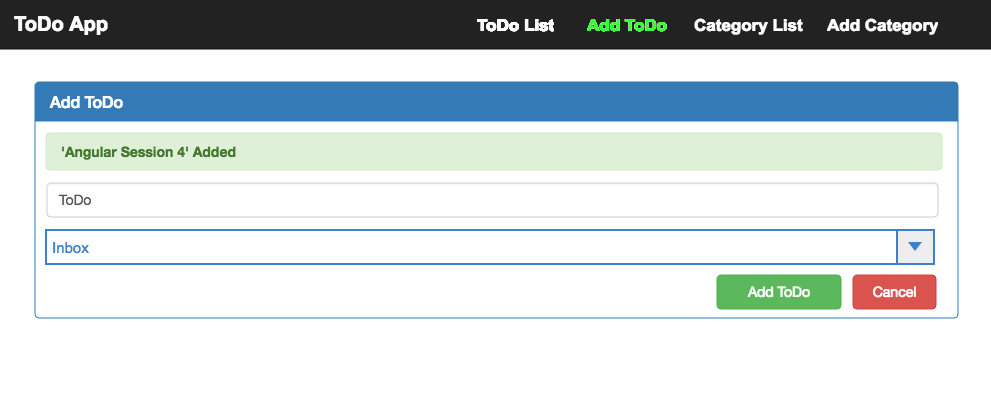 ToDo App ToDo List Add ToDo Category List Add Category
Add ToDo
'Angular Session 4' Added
ToDo
Inbox
Add ToDo Cancel